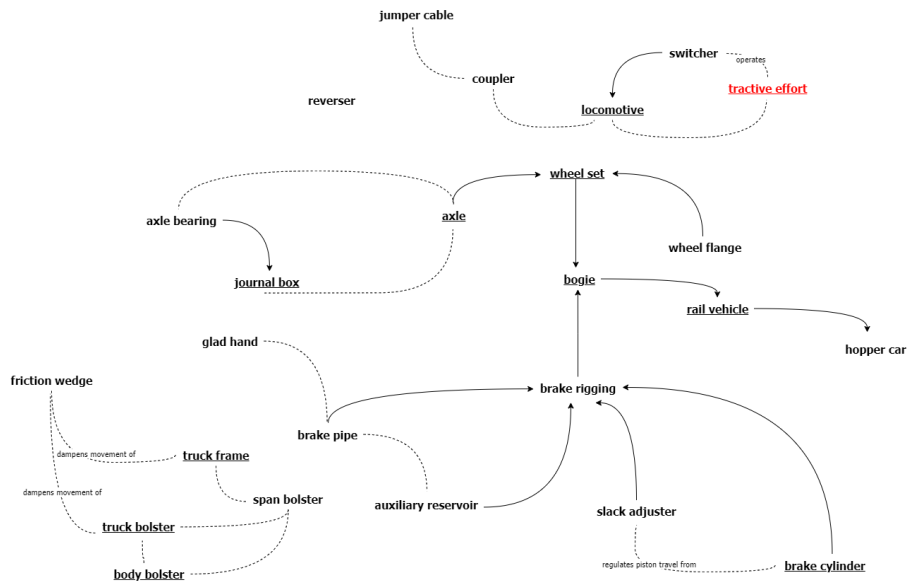 jumper cable
switcher
operates
coupler
tractive effort
reverser
locomotive
wheel set
axle bearing
axle
wheel flange
journal box
bogie
rail vehicle
glad hand
hopper car
friction wedge
brake rigging
brake pipe
dampens movement of
truck frame
dampens movement of
span bolster
auxiliary reservoir
slack adjuster
truck bolster
regulates piston travel from
brake cylinder
body bolster